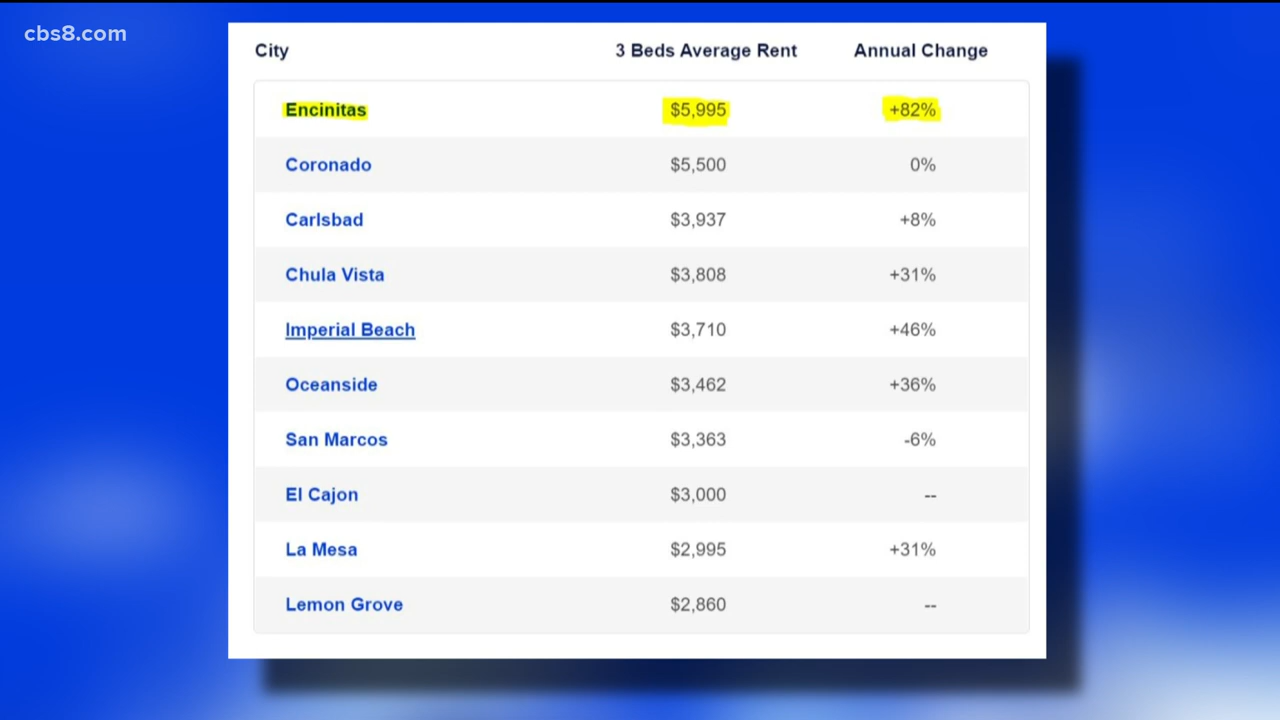 cbs8.com
City 3 Beds Average Rent Annual Change
Encinitas $5,995 +82%
Coronado $5,500 0%
Carlsbad $3,937 +8%
Chula Vista $3,808 +31%
Imperial Beach $3,710 +46%
Oceanside $3,462 +36%
San Marcos $3,363 -6%
El Cajon $3,000 --
La Mesa $2,995 +31%
Lemon Grove $2,860 --